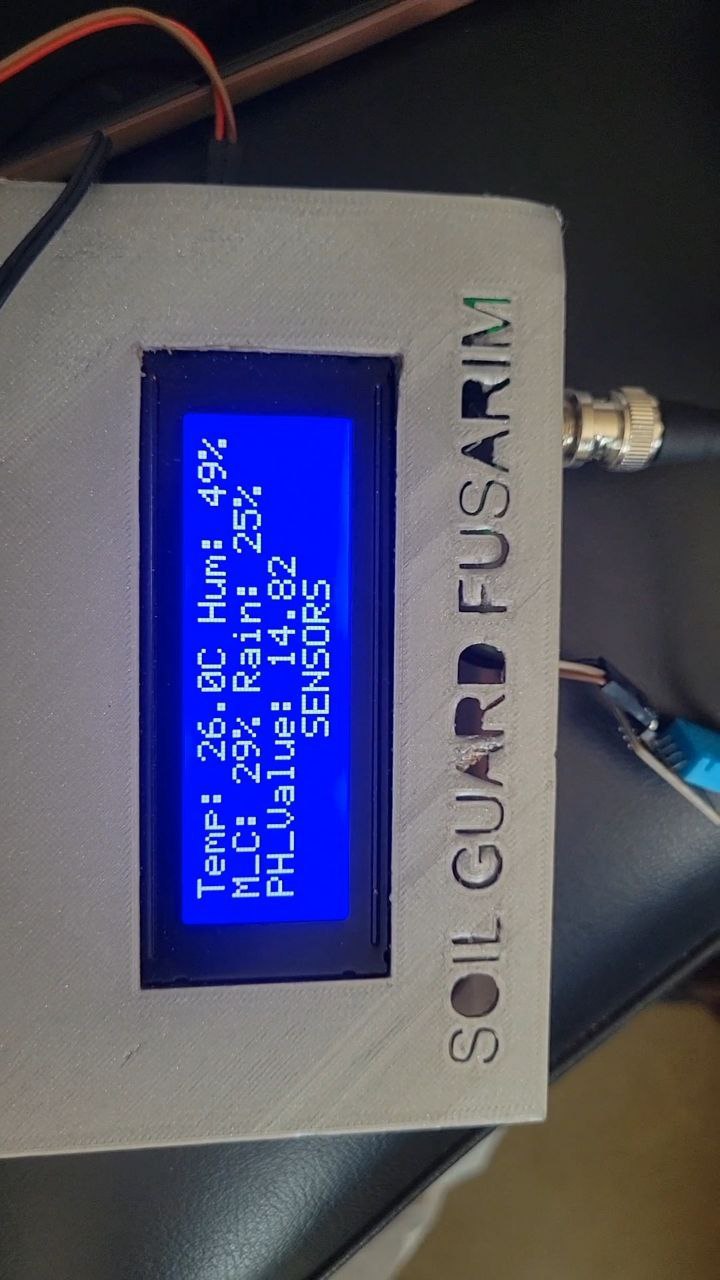 Temp: 26.0C Hum: 49%
M_C: 29% Rain: 25%
PH_Value: 14.82
SENSORS
SOIL GUARD FUSARIM